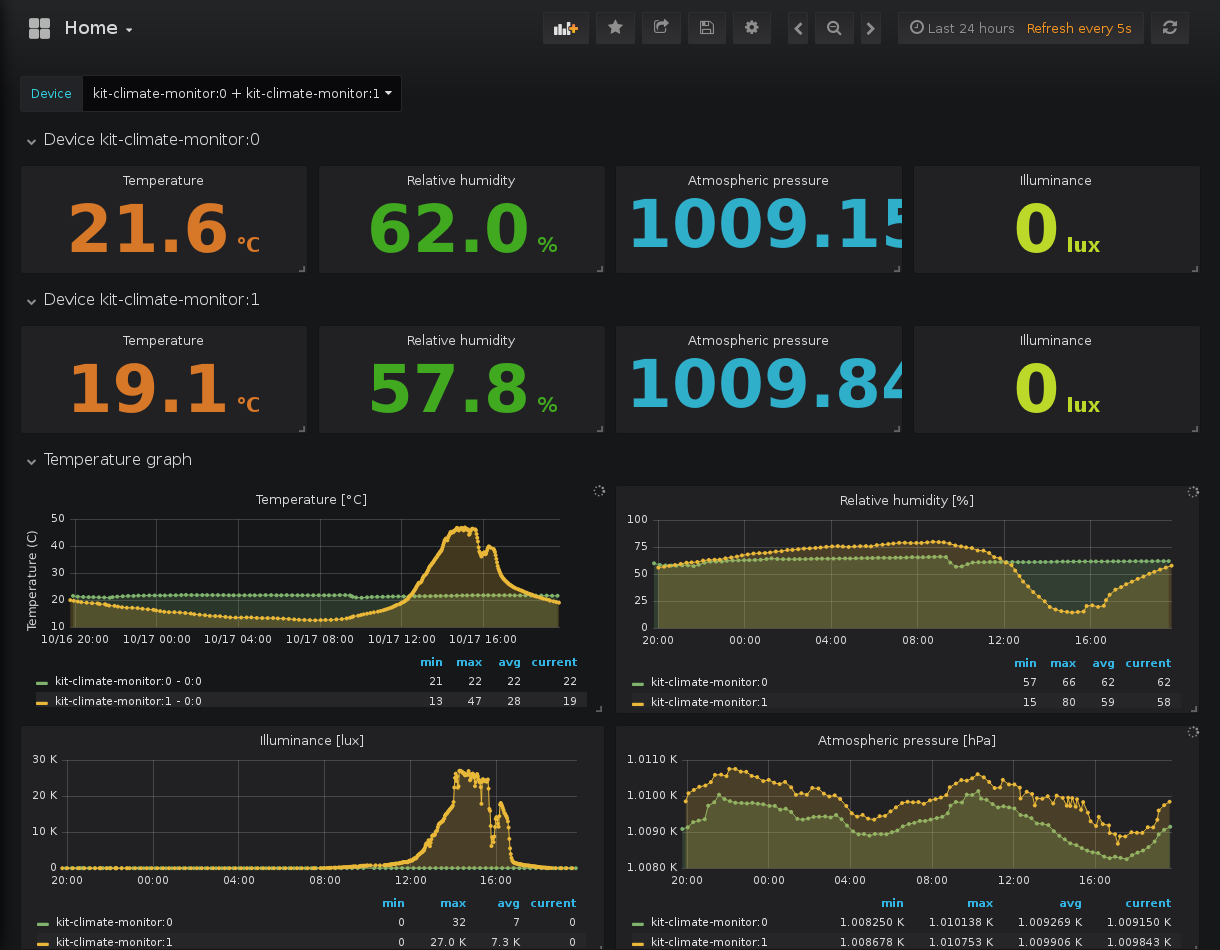 Home
Last 24 hours Refresh every 5s
Device kit-climate-monitor:0 + kit-climate-monitor:1
Device kit-climate-monitor:0
Temperature Relative humidity Atmospheric pressure Illuminance
21.6 °C 62.0 % 1009.15 0 lux
Device kit-climate-monitor:1
Temperature Relative humidity Atmospheric pressure Illuminance
19.1 °C 57.8 % 1009.84 0 lux
Temperature graph
Temperature [°C]
Temperature (C)
50
40
30
20
10
10/16 20:00 10/17 00:00 10/17 04:00 10/17 08:00 10/17 12:00 10/17 16:00
min max avg current
kit-climate-monitor:0 - 0:0 21 22 22 22
kit-climate-monitor:1 - 0:0 13 47 28 19
Relative humidity [%]
100
75
50
25
0
20:00 00:00 04:00 08:00 12:00 16:00
min max avg current
kit-climate-monitor:0 57 66 62 62
kit-climate-monitor:1 15 80 59 58
Illuminance [lux]
30 K
20 K
10 K
0
20:00 00:00 04:00 08:00 12:00 16:00
min max avg current
kit-climate-monitor:0 0 32 7 0
kit-climate-monitor:1 0 27.0 K 7.3 K 0
Atmospheric pressure [hPa]
1.0110 K
1.0100 K
1.0090 K
1.0080 K
20:00 00:00 04:00 08:00 12:00 16:00
min max avg current
kit-climate-monitor:0 1.008250 K 1.010138 K 1.009269 K 1.009150 K
kit-climate-monitor:1 1.008678 K 1.010753 K 1.009906 K 1.009843 K